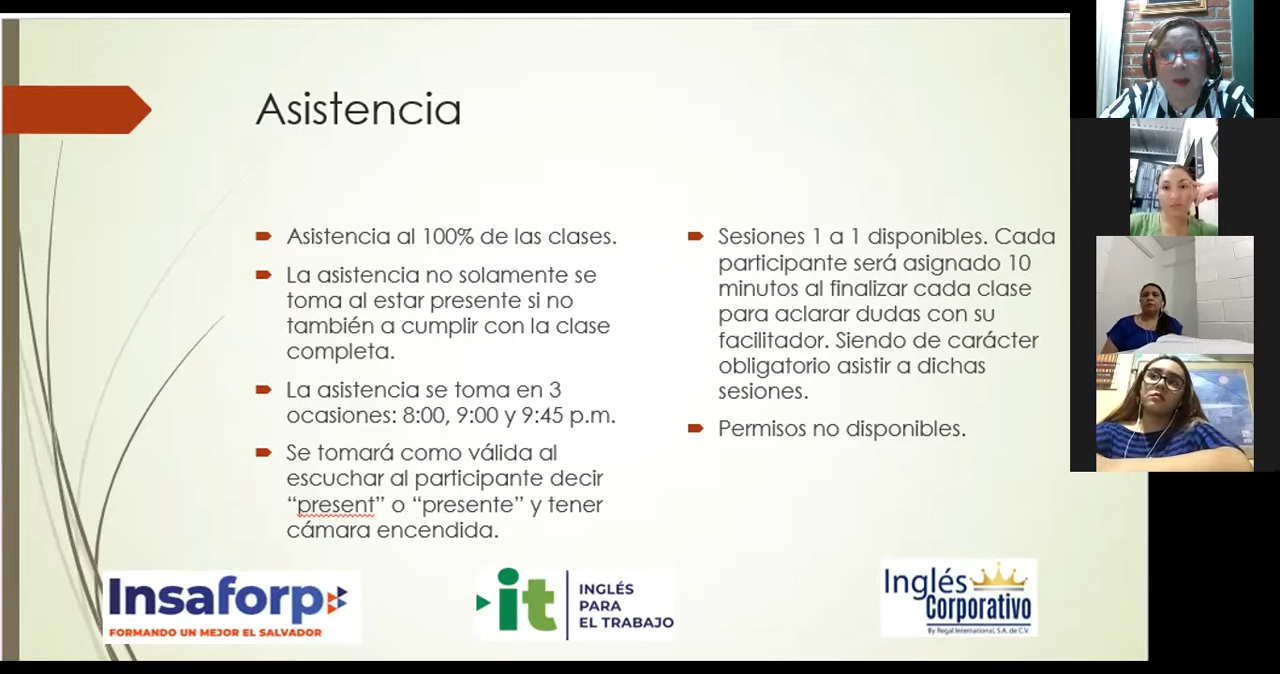 Asistencia
Asistencia al 100% de las clases.
La asistencia no solamente se
toma al estar presente si no
también a cumplir con la clase
completa.
La asistencia se toma en 3
ocasiones: 8:00, 9:00 y 9:45 p.m.
Se tomará como válida al
escuchar al participante decir
“present” o “presente” y tener
cámara encendida.
Sesiones 1 a 1 disponibles. Cada
participante será asignado 10
minutos al finalizar cada clase
para aclarar dudas con su
facilitador. Siendo de carácter
obligatorio asistir a dichas
sesiones.
Permisos no disponibles.
Insaforp
FORMANDO UN MEJOR EL SALVADOR
it
INGLÉS
PARA
EL TRABAJO
Inglés
Corporativo
By Regal International, S.A. de C.V.